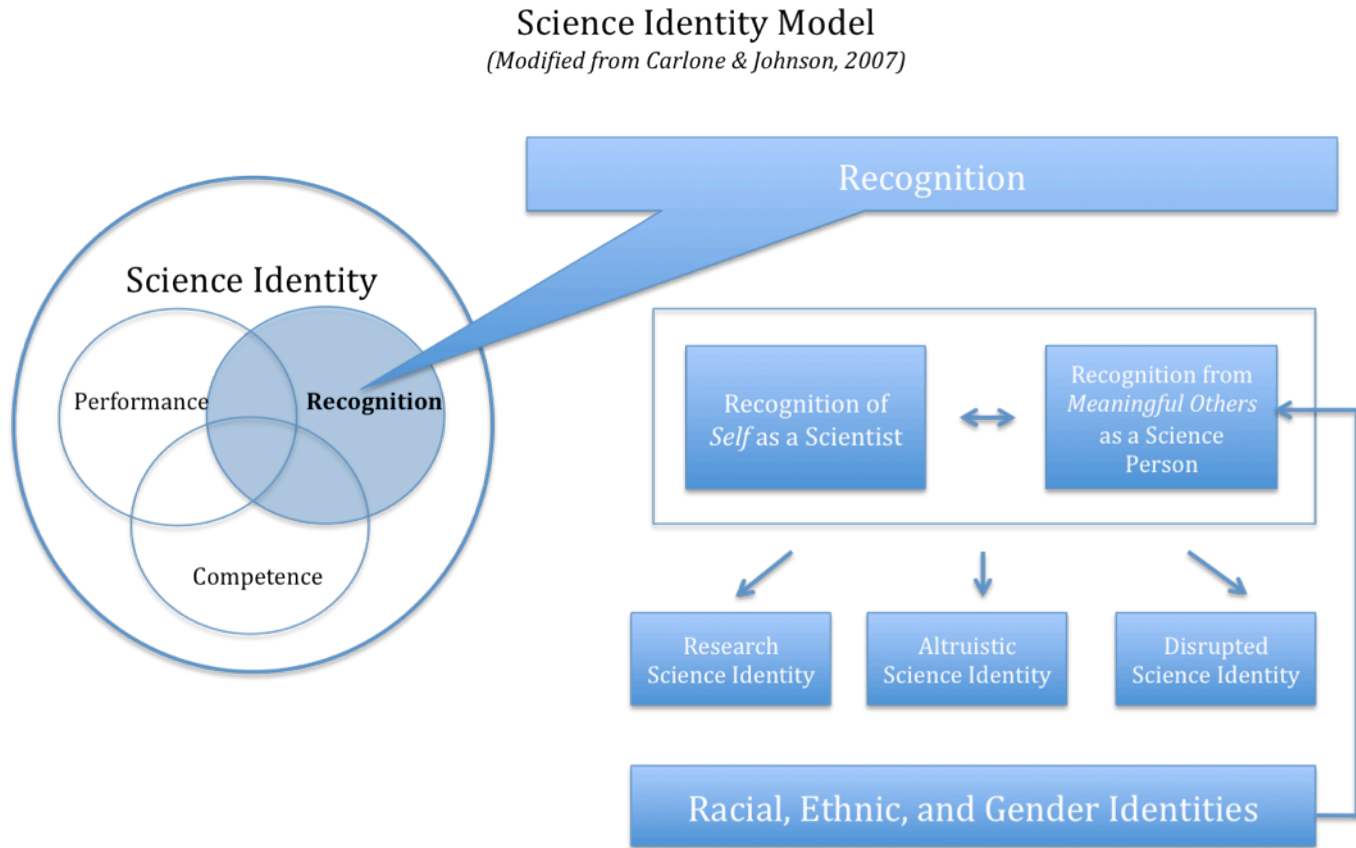 Science Identity Model
(Modified from Carlone & Johnson, 2007)
Recognition
Science Identity
Performance
Recognition
Competence
Recognition of
Self as a Scientist
Recognition from
Meaningful Others
as a Science
Person
Research
Science Identity
Altruistic
Science Identity
Disrupted
Science Identity
Racial, Ethnic, and Gender Identities